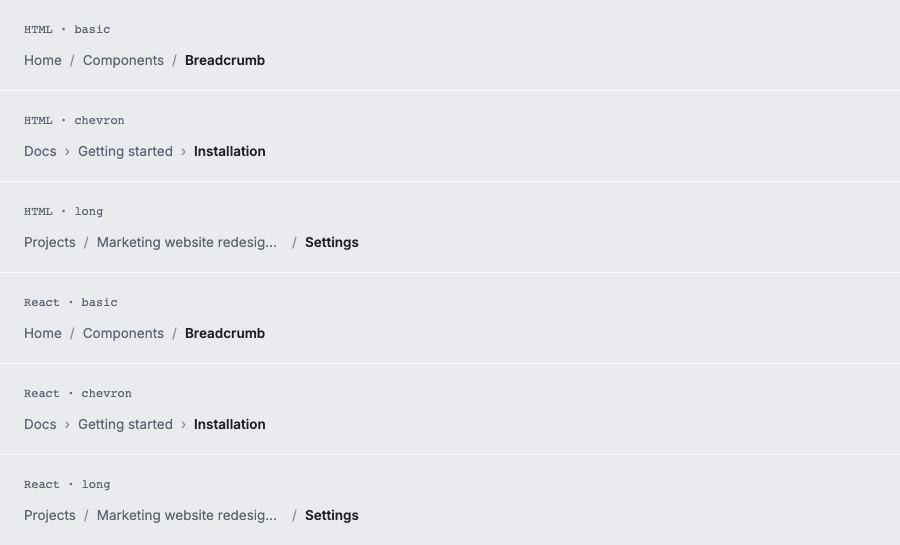 HTML · basic
Home / Components / Breadcrumb
HTML · chevron
Docs › Getting started › Installation
HTML · long
Projects / Marketing website redesig… / Settings
React · basic
Home / Components / Breadcrumb
React · chevron
Docs › Getting started › Installation
React · long
Projects / Marketing website redesig… / Settings